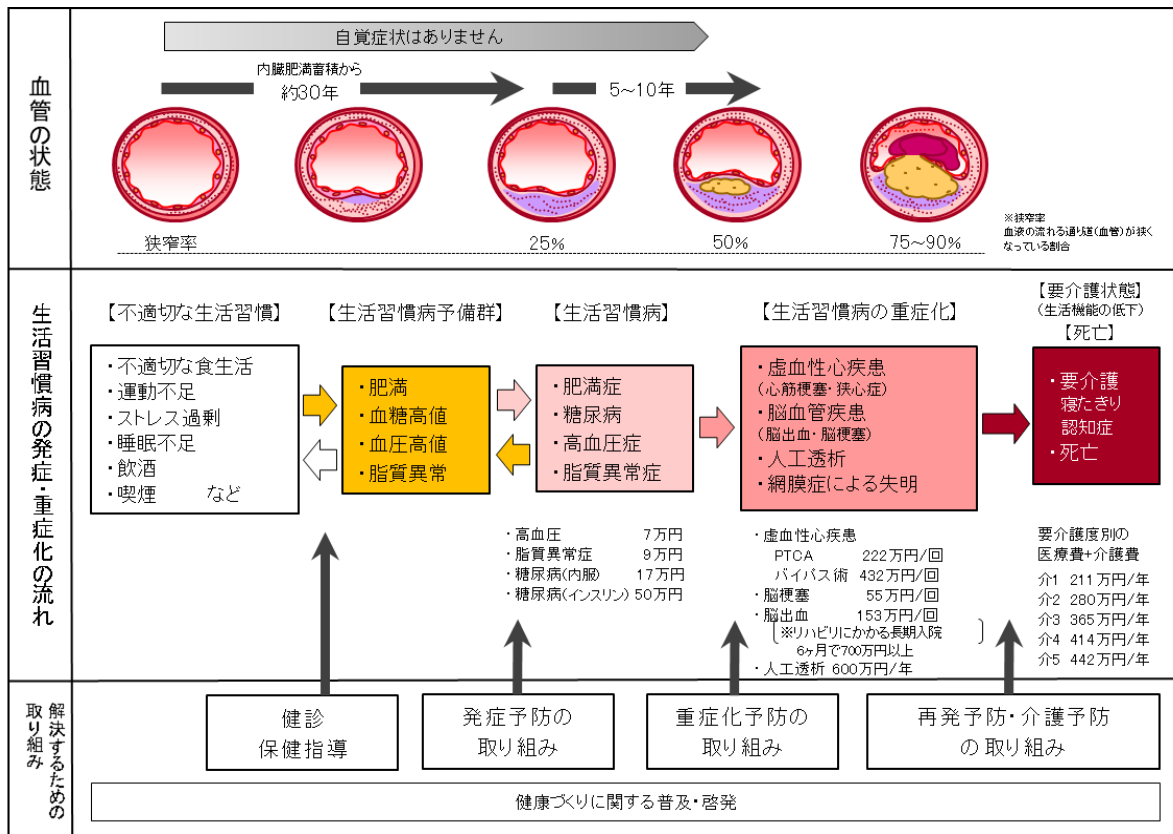 血管の状態
自覚症状はありません
内臓肥満蓄積から
約30年
5～10年
狭窄率
25%
50%
75～90%
※狭窄率
血液の流れる通り道(血管)が狭く
なっている割合
生活習慣病の発症・重症化の流れ
【不適切な生活習慣】
・不適切な食生活
・運動不足
・ストレス過剰
・睡眠不足
・飲酒
・喫煙 など
【生活習慣病予備群】
・肥満
・血糖高値
・血圧高値
・脂質異常
【生活習慣病】
・肥満症
・糖尿病
・高血圧症
・脂質異常症
・高血圧 7万円
・脂質異常症 9万円
・糖尿病(内服) 17万円
・糖尿病(インスリン) 50万円
【生活習慣病の重症化】
・虚血性心疾患
(心筋梗塞・狭心症)
・脳血管疾患
(脳出血・脳梗塞)
・人工透析
・網膜症による失明
・虚血性心疾患
PTCA 222万円/回
バイパス術 432万円/回
・脳梗塞 55万円/回
・脳出血 153万円/回
※リハビリにかかる長期入院
6ヶ月で700万円以上
・人工透析 600万円/年
【要介護状態】
(生活機能の低下)
【死亡】
・要介護
寝たきり
認知症
・死亡
要介護度別の
医療費+介護費
介1 211万円/年
介2 280万円/年
介3 365万円/年
介4 414万円/年
介5 442万円/年
解決するための
取り組み
健診
保健指導
発症予防の
取り組み
重症化予防の
取り組み
再発予防・介護予防
の取り組み
健康づくりに関する普及・啓発